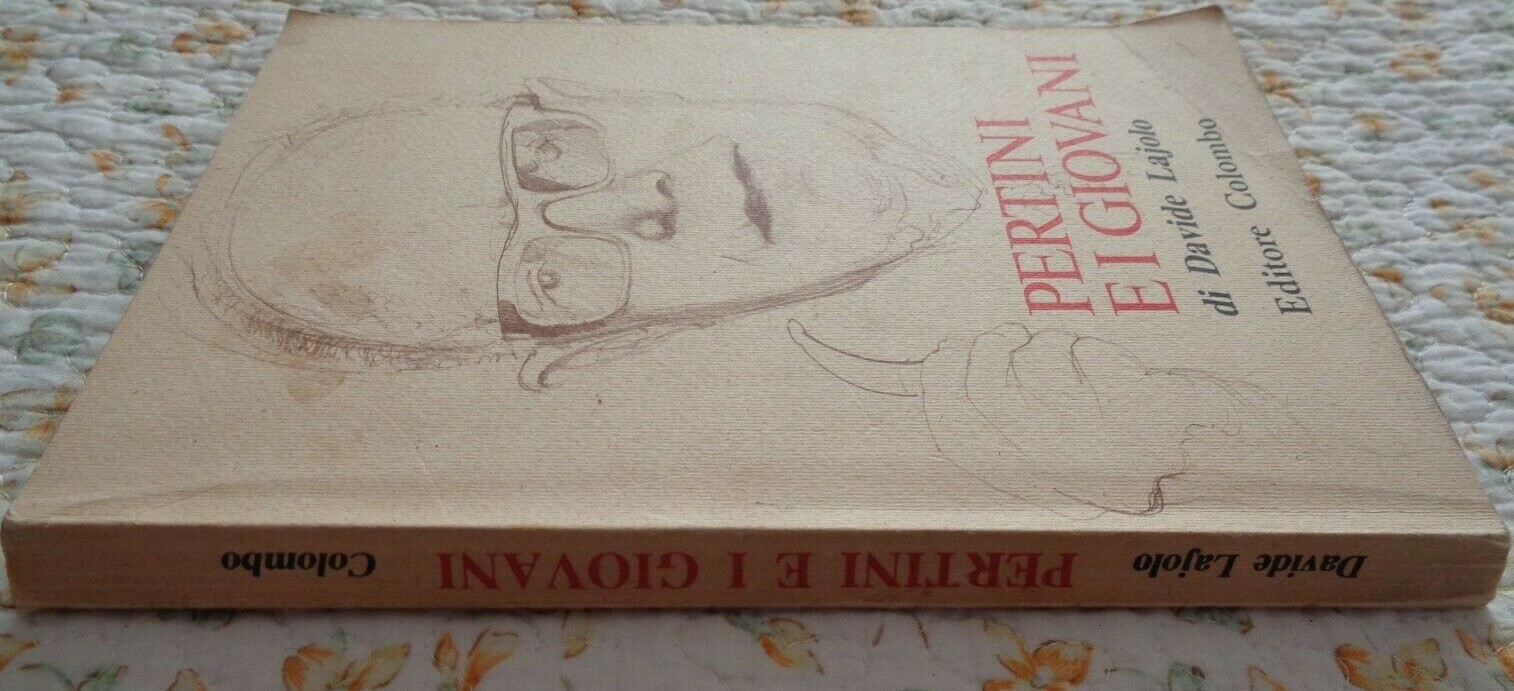 PERTINI
E I GIOVANI
di Davide Lajolo
Editore Colombo
Davide Lajolo PERTINI E I GIOVANI Colombo